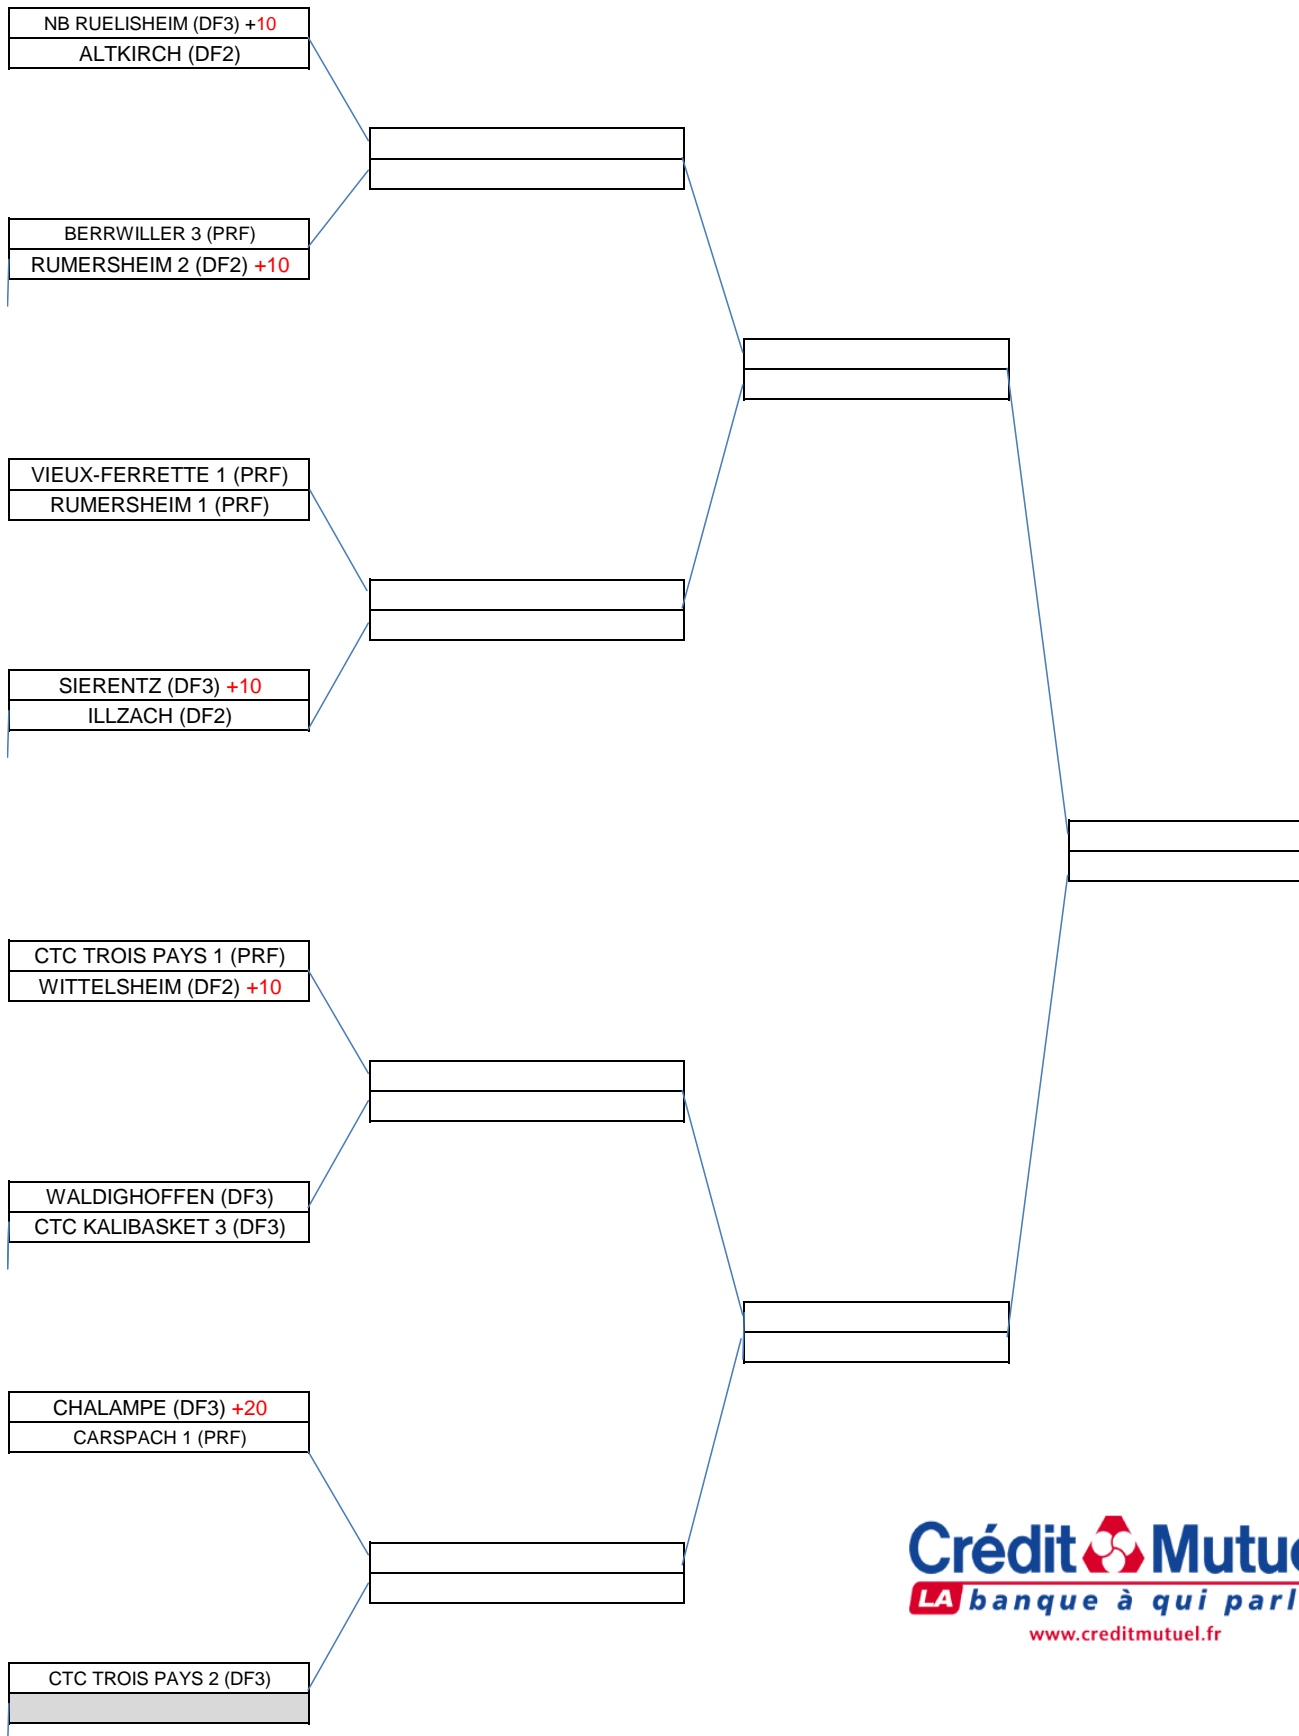 NB RUELISHEIM (DF3) +10
ALTKIRCH (DF2)
BERRWILLER 3 (PRF)
RUMERSHEIM 2 (DF2) +10
VIEUX-FERRETTE 1 (PRF)
RUMERSHEIM 1 (PRF)
SIERENTZ (DF3) +10
ILLZACH (DF2)
CTC TROIS PAYS 1 (PRF)
WITTELSHEIM (DF2) +10
WALDIGHOFFEN (DF3)
CTC KALIBASKET 3 (DF3)
CHALAMPE (DF3) +20
CARSPACH 1 (PRF)
Crédit Mutue
LA banque à qui parl
www.creditmutuel.fr
CTC TROIS PAYS 2 (DF3)